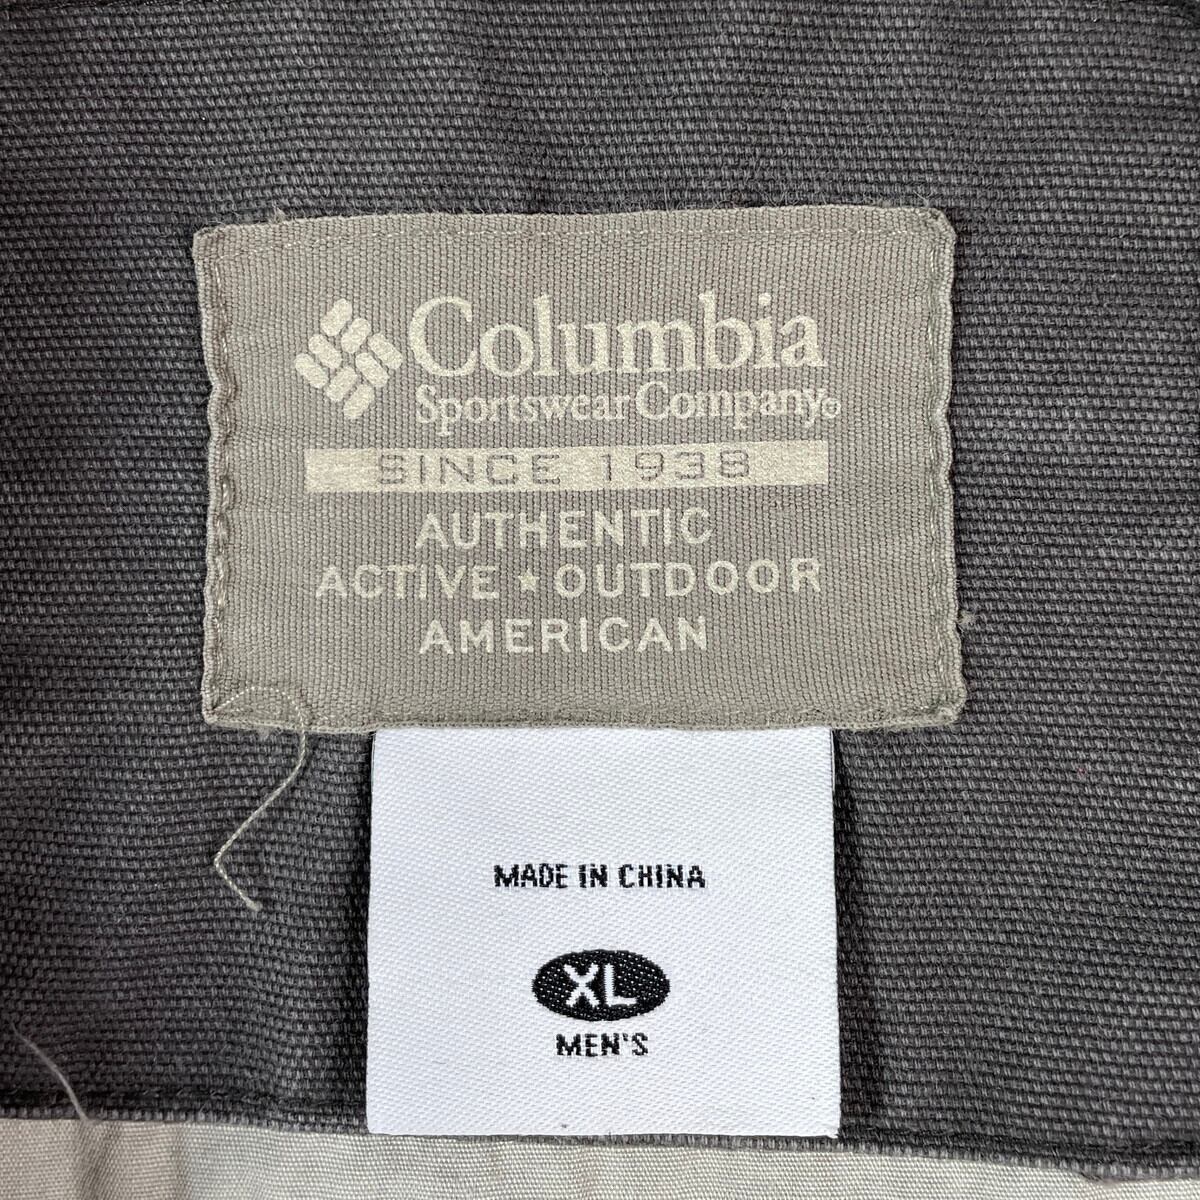 Columbia
Sportswear Company®
SINCE 1938
AUTHENTIC
ACTIVE ★ OUTDOOR
AMERICAN
MADE IN CHINA
XL
MEN'S